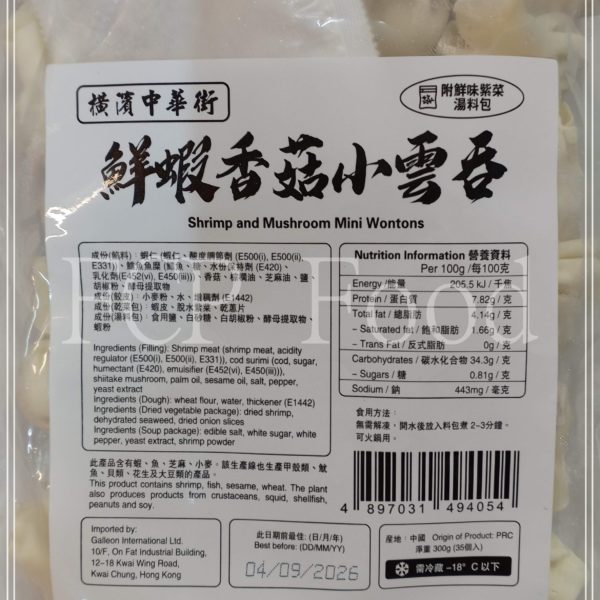 橫濱中華街
附鮮味紫菜
湯料包
鮮蝦香菇小雲吞
Shrimp and Mushroom Mini Wontons
成份(餡料)：蝦仁 (蝦仁、酸度調節劑 (E500(i), E500(ii),
E331))、鱈魚魚糜 (鱈魚、糖、水份保持劑 (E420)、
乳化劑(E452(vi), E450(iii)))、香菇、棕櫚油、芝麻油、鹽、
胡椒粉、酵母提取物
成份(餃皮)：小麥粉、水、增稠劑 (E1442)
成份(乾菜包)：蝦皮、脫水紫菜、乾蔥片
成份(湯料包)：食用鹽、白砂糖、白胡椒粉、酵母提取物、
蝦粉
Ingredients (Filling): Shrimp meat (shrimp meat, acidity
regulator (E500(i), E500(ii), E331)), cod surimi (cod, sugar,
humectant (E420), emulsifier (E452(vi), E450(iii))),
shiitake mushroom, palm oil, sesame oil, salt, pepper,
yeast extract
Ingredients (Dough): wheat flour, water, thickener (E1442)
Ingredients (Dried vegetable package): dried shrimp,
dehydrated seaweed, dried onion slices
Ingredients (Soup package): edible salt, white sugar, white
pepper, yeast extract, shrimp powder
此產品含有蝦、魚、芝麻、小麥。該生產線也生產甲殼類、魷
魚、貝類、花生及大豆類的產品。
This product contains shrimp, fish, sesame, wheat. The plant
also produces products from crustaceans, squid, shellfish,
peanuts and soy.
Nutrition Information 營養資料
Per 100g /每100克
Energy /能量 205.5 kJ / 千焦
Protein / 蛋白質 7.82g / 克
Total fat / 總脂肪 4.14g / 克
– Saturated fat / 飽和脂肪 1.66g / 克
– Trans Fat / 反式脂肪 0g / 克
Carbohydrates / 碳水化合物 34.3g / 克
– Sugars / 糖 0.81g / 克
Sodium / 鈉 443mg / 毫克
食用方法：
無需解凍，開水後放入料包煮 2–3分鐘。
可火鍋用。
4 897031 494054
Imported by:
Galleon International Ltd.
10/F, On Fat Industrial Building,
12–18 Kwai Wing Road,
Kwai Chung, Hong Kong
此日期前最佳: (日/月/年)
Best before: (DD/MM/YY)
04/09/2026
產地：中國 Origin of Product: PRC
淨重 300g (35個入)
需冷藏 –18° C 以下